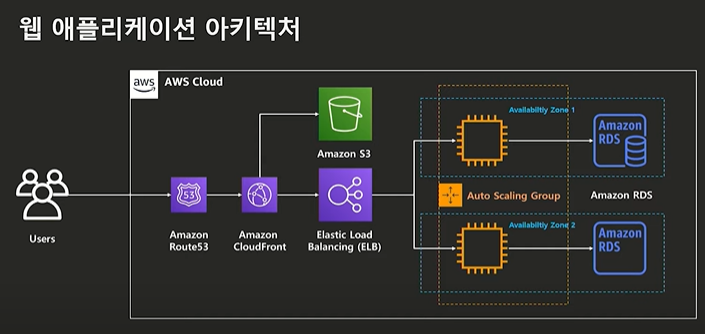 웹 애플리케이션 아키텍처
aws
AWS Cloud
Amazon S3
Users
53
Amazon
Route53
Amazon
CloudFront
Elastic Load
Balancing (ELB)
Availabiltiy Zone 1
Amazon
RDS
Auto Scaling Group
Amazon RDS
Availabiltiy Zone 2
Amazon
RDS